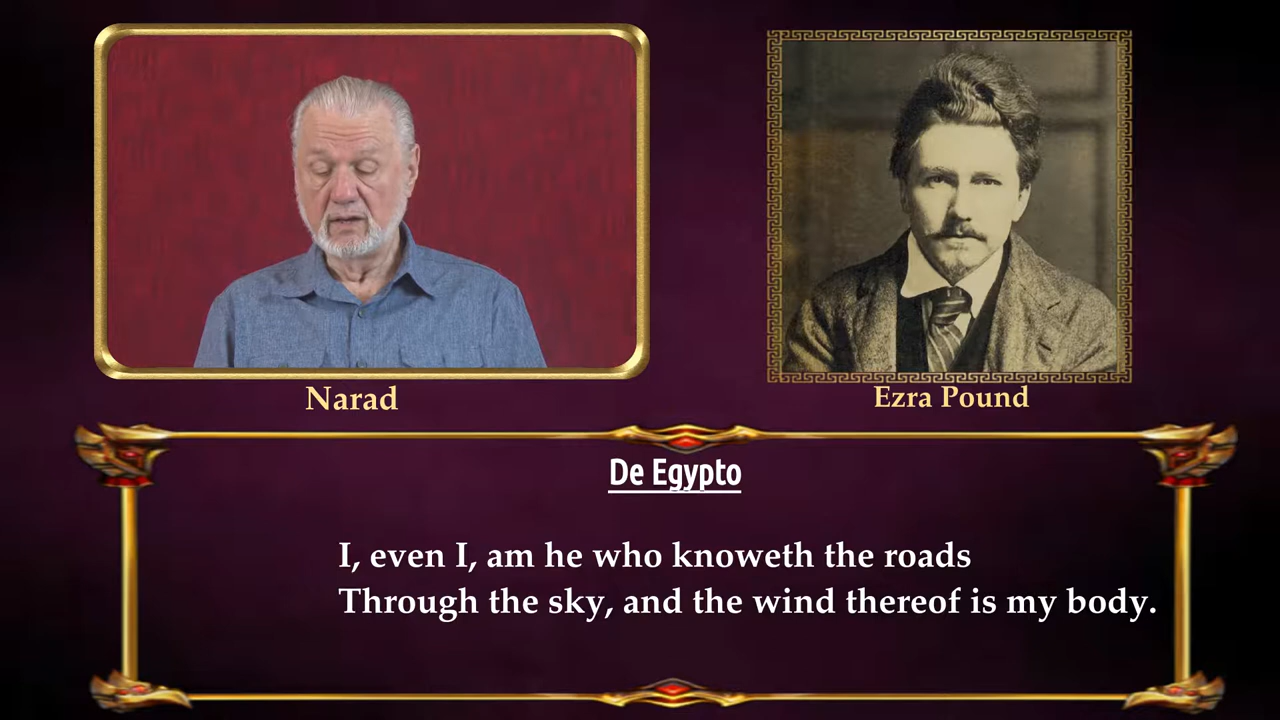 Narad
Ezra Pound
De Egypto
I, even I, am he who knoweth the roads
Through the sky, and the wind thereof is my body.